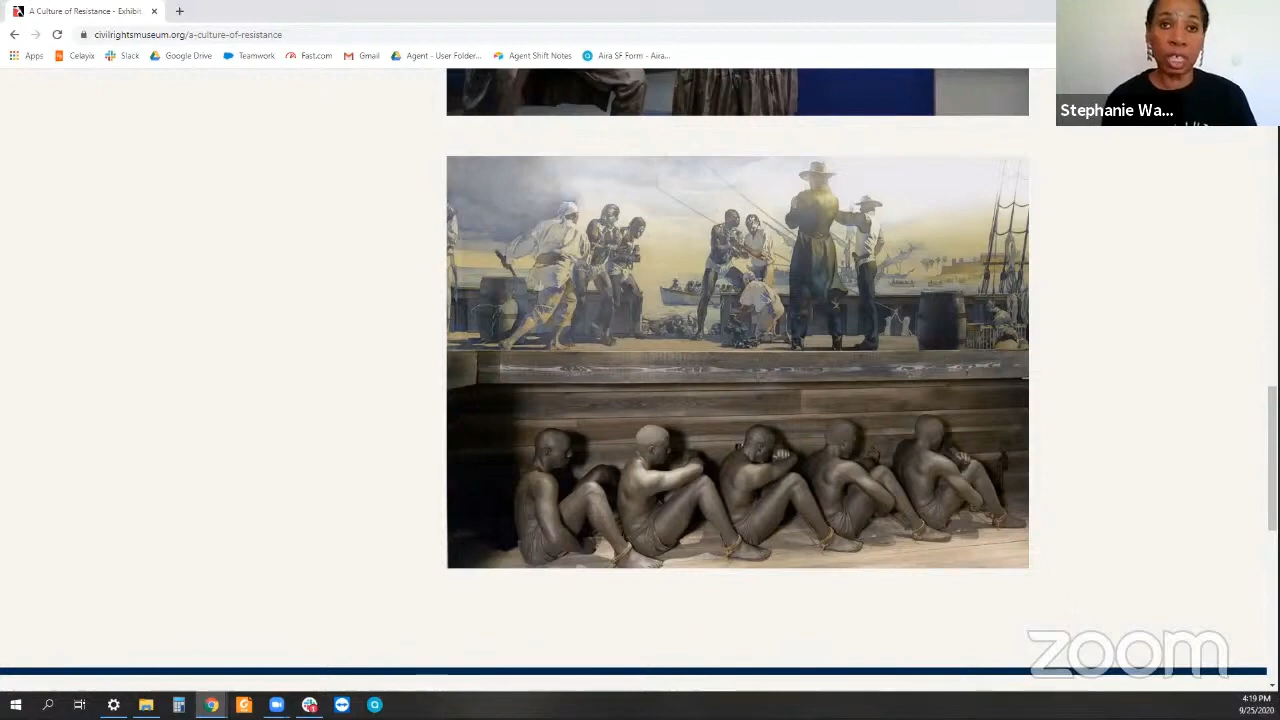 A Culture of Resistance - Exhibit
civilrightsmuseum.org/a-culture-of-resistance
Apps Celayix Slack Google Drive Teamwork Fast.com Gmail Agent - User Folder... Agent Shift Notes Aira SF Form - Aira...
Stephanie Wa...
zoom
4:19 PM
9/25/2020